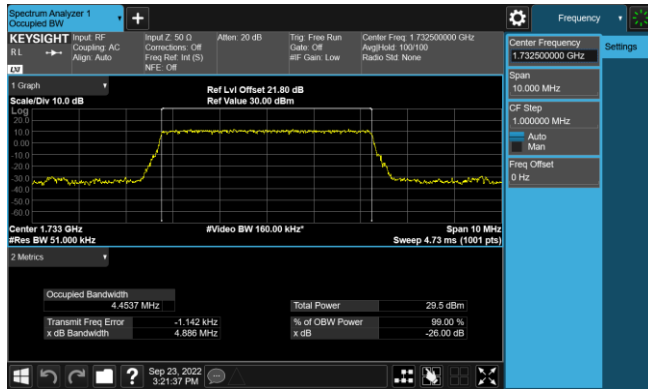 Spectrum Analyzer 1
Occupied BW
+
Frequency
KEYSIGHT
R L
LXI
Input: RF
Coupling: AC
Align: Auto
Input Z: 50 Ω
Corrections: Off
Freq Ref: Int (S)
NFE: Off
Atten: 20 dB
Trig: Free Run
Gate: Off
#IF Gain: Low
Center Freq: 1.732500000 GHz
Avg|Hold: 100/100
Radio Std: None
Center Frequency
1.732500000 GHz
Settings
Span
10.000 MHz
CF Step
1.000000 MHz
Auto
Man
Freq Offset
0 Hz
1 Graph
Scale/Div 10.0 dB
Ref Lvl Offset 21.80 dB
Ref Value 30.00 dBm
Log
20.0
10.0
0.00
-10.0
-20.0
-30.0
-40.0
-50.0
-60.0
Center 1.733 GHz
#Res BW 51.000 kHz
#Video BW 160.00 kHz*
Span 10 MHz
Sweep 4.73 ms (1001 pts)
2 Metrics
Occupied Bandwidth
4.4537 MHz
Total Power 29.5 dBm
Transmit Freq Error -1.142 kHz
% of OBW Power 99.00 %
x dB Bandwidth 4.886 MHz
x dB -26.00 dB
?
Sep 23, 2022
3:21:37 PM